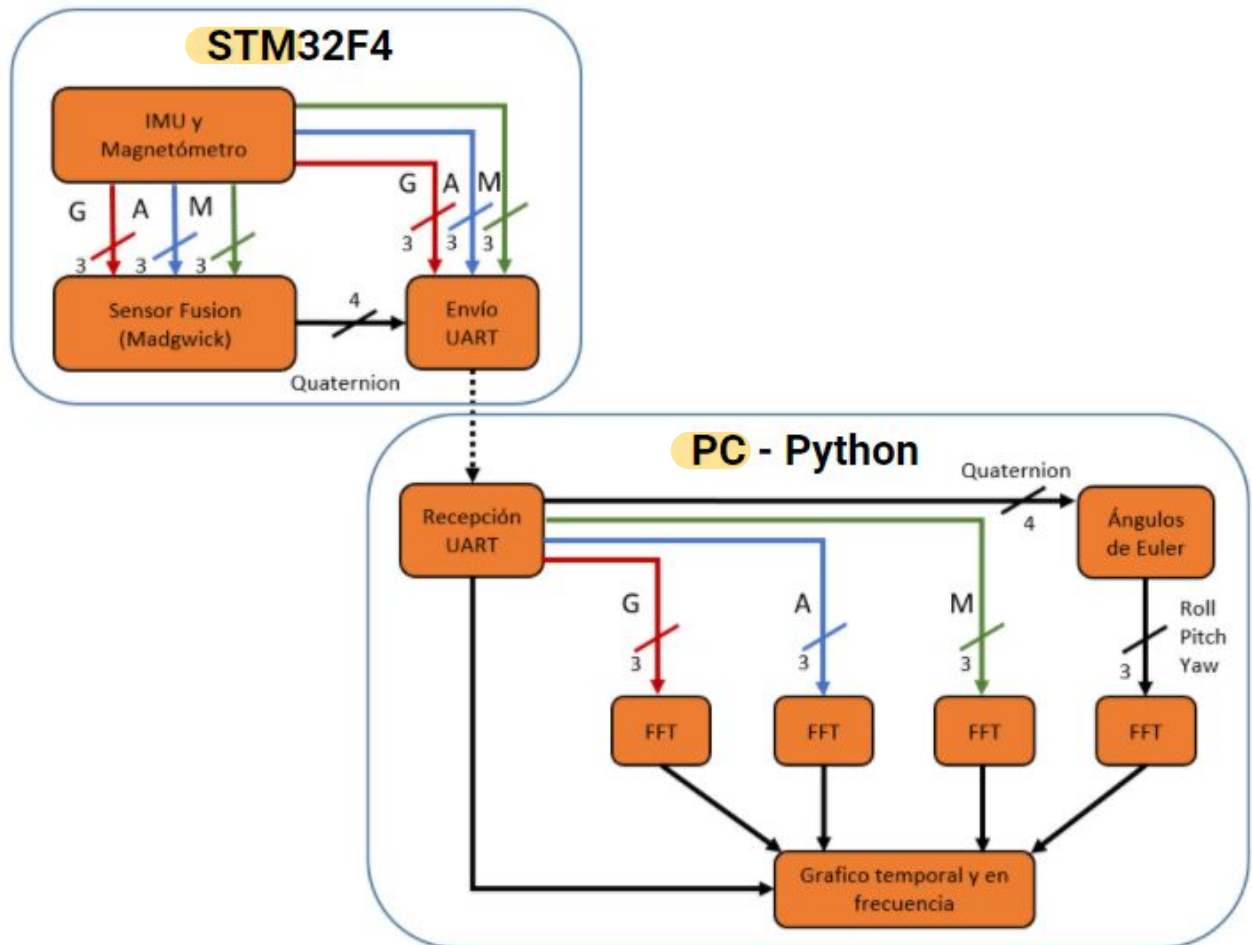 STM32F4
IMU y
Magnetómetro
G A M
3 3 3
G A M
3 3 3
Sensor Fusion
(Madgwick)
4
Quaternion
Envío
UART
PC - Python
Recepción
UART
Quaternion
4
Ángulos
de Euler
G
3
A
3
M
3
Roll
Pitch
Yaw
3
FFT
FFT
FFT
FFT
Grafico temporal y en
frecuencia